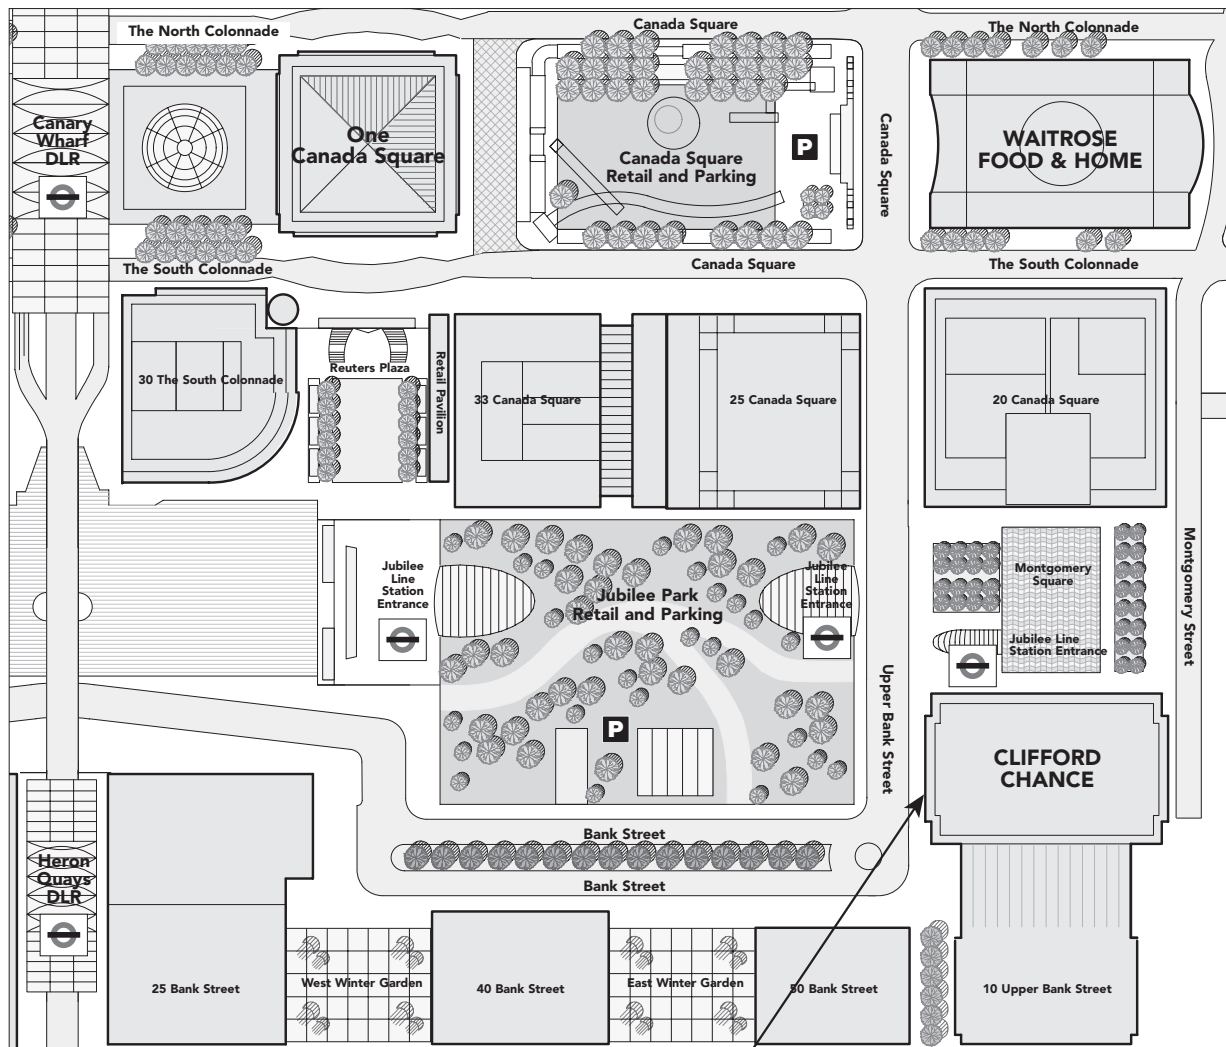 The North Colonnade
Canada Square
The North Colonnade
Canary
Wharf
DLR
One
Canada Square
Canada Square
Retail and Parking
P
Canada Square
WAITROSE
FOOD & HOME
The South Colonnade
Canada Square
The South Colonnade
30 The South Colonnade
Reuters Plaza
Retail Pavilion
33 Canada Square
25 Canada Square
20 Canada Square
Jubilee
Line
Station
Entrance
Jubilee Park
Retail and Parking
Jubilee
Line
Station
Entrance
Montgomery
Square
Jubilee Line
Station Entrance
Montgomery Street
Upper Bank Street
P
CLIFFORD
CHANCE
Bank Street
Bank Street
Heron
Quays
DLR
25 Bank Street
West Winter Garden
40 Bank Street
East Winter Garden
50 Bank Street
10 Upper Bank Street